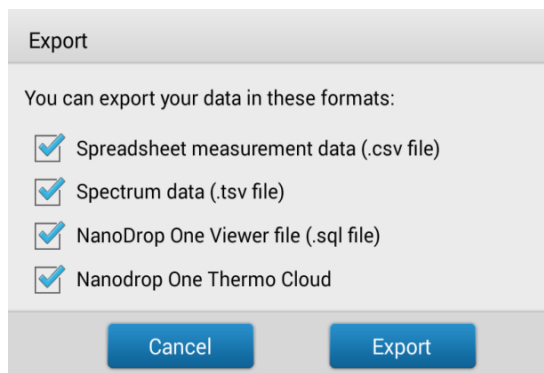 Export
You can export your data in these formats:
Spreadsheet measurement data (.csv file)
Spectrum data (.tsv file)
NanoDrop One Viewer file (.sql file)
Nanodrop One Thermo Cloud
Cancel Export